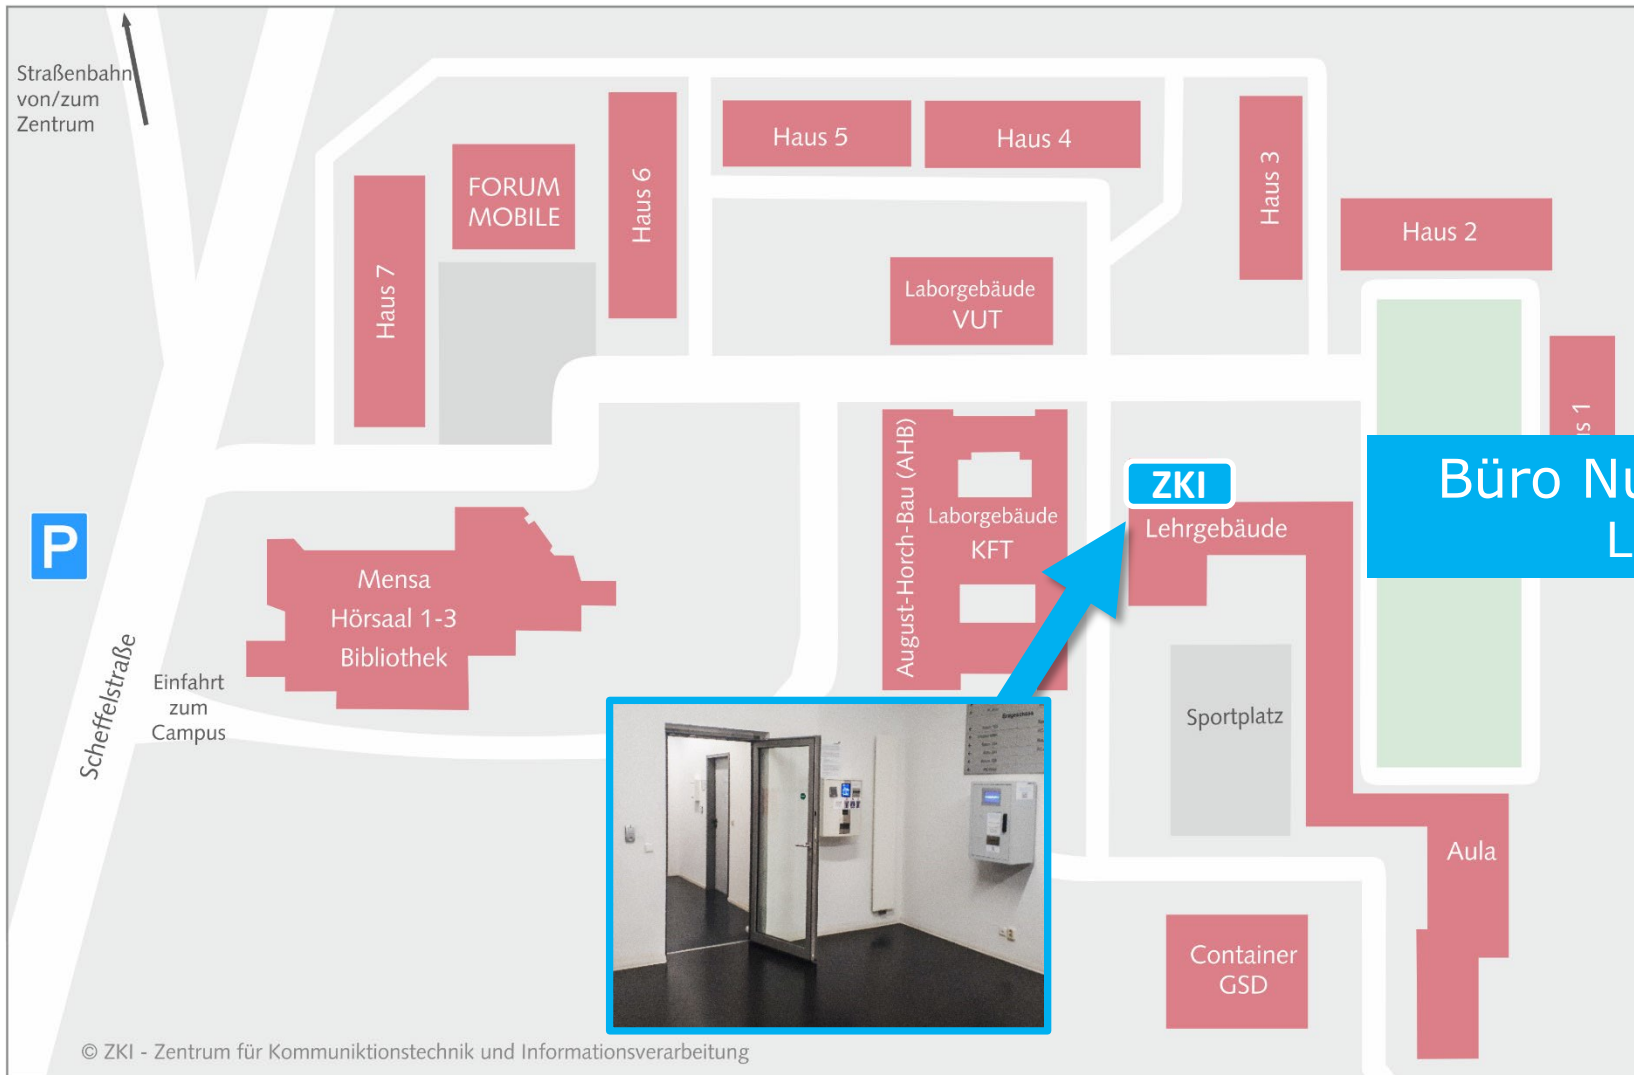 Straßenbahn
von/zum
Zentrum
Haus 7
FORUM
MOBILE
Haus 6
Haus 5
Haus 4
Haus 3
Haus 2
Laborgebäude
VUT
s 1
August-Horch-Bau (AHB)
Laborgebäude
KFT
ZKI
Lehrgebäude
Büro Nu
L
P
Mensa
Hörsaal 1-3
Bibliothek
Scheffelstraße
Einfahrt
zum
Campus
Sportplatz
Aula
Container
GSD
© ZKI - Zentrum für Kommuniktionstechnik und Informationsverarbeitung